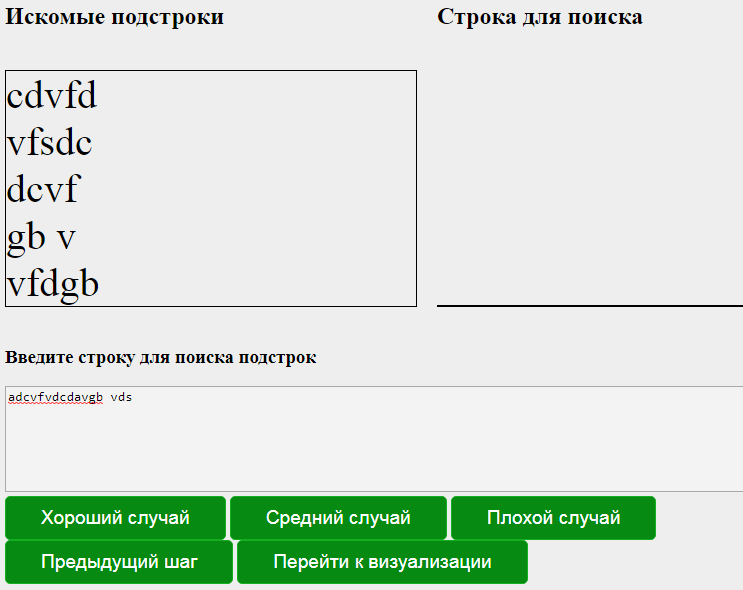 Искомые подстроки
Строка для поиска
cdvfd
vfsdc
dcvf
gb v
vfdgb
Введите строку для поиска подстрок
adcvfvdcdavgb vds
Хороший случай
Средний случай
Плохой случай
Предыдущий шаг
Перейти к визуализации